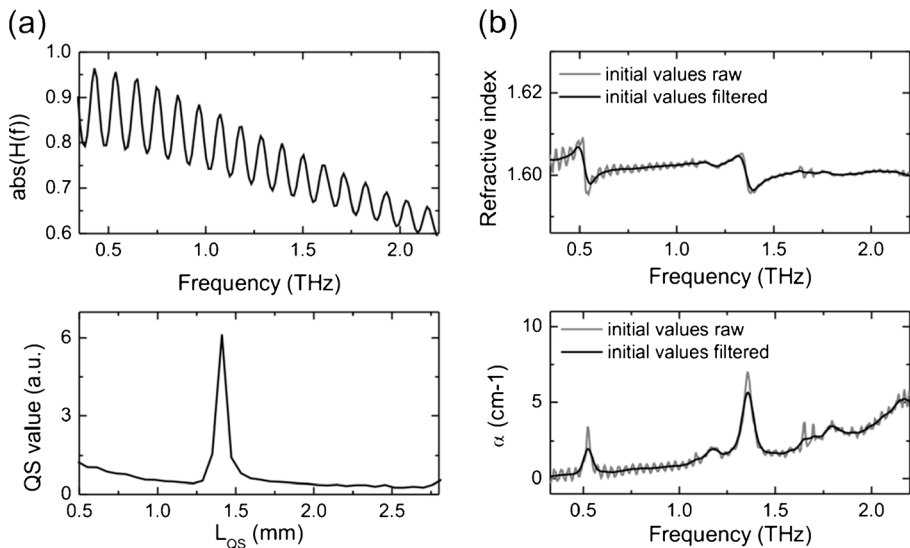 (a)
1.0
0.9
0.8
0.7
0.6
abs(H(f))
0.5
1.0
1.5
2.0
Frequency (THz)
6
3
0
QS value (a.u.)
0.5
1.0
1.5
2.0
2.5
LQS (mm)
(b)
1.62
1.60
Refractive index
initial values raw
initial values filtered
0.5
1.0
1.5
2.0
Frequency (THz)
10
5
0
α (cm-1)
initial values raw
initial values filtered
0.5
1.0
1.5
2.0
Frequency (THz)